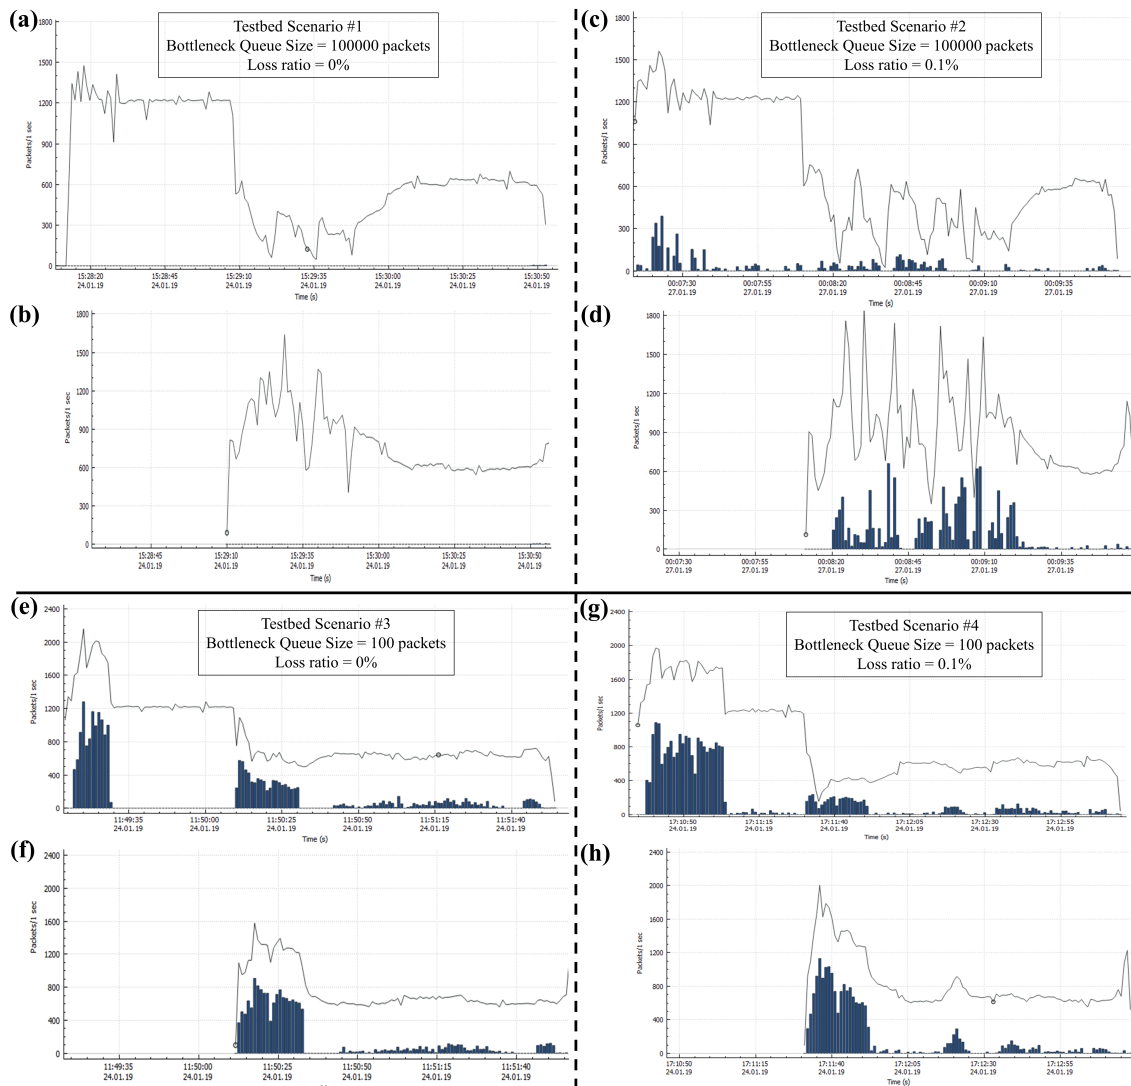 (a)
Testbed Scenario #1
Bottleneck Queue Size = 100000 packets
Loss ratio = 0%
Packets/1 sec
1800
1500
1200
900
600
300
0
15:28:20 15:28:45 15:29:10 15:29:35 15:30:00 15:30:25 15:30:50
24.01.19 24.01.19 24.01.19 24.01.19 24.01.19 24.01.19 24.01.19
Time (s)
(b)
Packets/1 sec
1800
1500
1200
900
600
300
0
15:28:45 15:29:10 15:29:35 15:30:00 15:30:25 15:30:50
24.01.19 24.01.19 24.01.19 24.01.19 24.01.19 24.01.19
Time (s)
(c)
Testbed Scenario #2
Bottleneck Queue Size = 100000 packets
Loss ratio = 0.1%
Packets/1 sec
1800
1500
1200
900
600
300
0
00:07:30 00:07:55 00:08:20 00:08:45 00:09:10 00:09:35
27.01.19 27.01.19 27.01.19 27.01.19 27.01.19 27.01.19
Time (s)
(d)
Packets/1 sec
1800
1500
1200
900
600
300
0
00:07:30 00:07:55 00:08:20 00:08:45 00:09:10 00:09:35
27.01.19 27.01.19 27.01.19 27.01.19 27.01.19 27.01.19
Time (s)
(e)
Testbed Scenario #3
Bottleneck Queue Size = 100 packets
Loss ratio = 0%
Packets/1 sec
2400
2000
1600
1200
800
400
0
11:49:35 11:50:00 11:50:25 11:50:50 11:51:15 11:51:40
24.01.19 24.01.19 24.01.19 24.01.19 24.01.19 24.01.19
Time (s)
(f)
Packets/1 sec
2400
2000
1600
1200
800
400
0
11:49:35 11:50:00 11:50:25 11:50:50 11:51:15 11:51:40
24.01.19 24.01.19 24.01.19 24.01.19 24.01.19 24.01.19
(g)
Testbed Scenario #4
Bottleneck Queue Size = 100 packets
Loss ratio = 0.1%
Packets/1 sec
2400
2000
1600
1200
800
400
0
17:10:50 17:11:15 17:11:40 17:12:05 17:12:30 17:12:55
24.01.19 24.01.19 24.01.19 24.01.19 24.01.19 24.01.19
Time (s)
(h)
Packets/1 sec
2400
2000
1600
1200
800
400
0
17:10:50 17:11:15 17:11:40 17:12:05 17:12:30 17:12:55
24.01.19 24.01.19 24.01.19 24.01.19 24.01.19 24.01.19
Time (s)